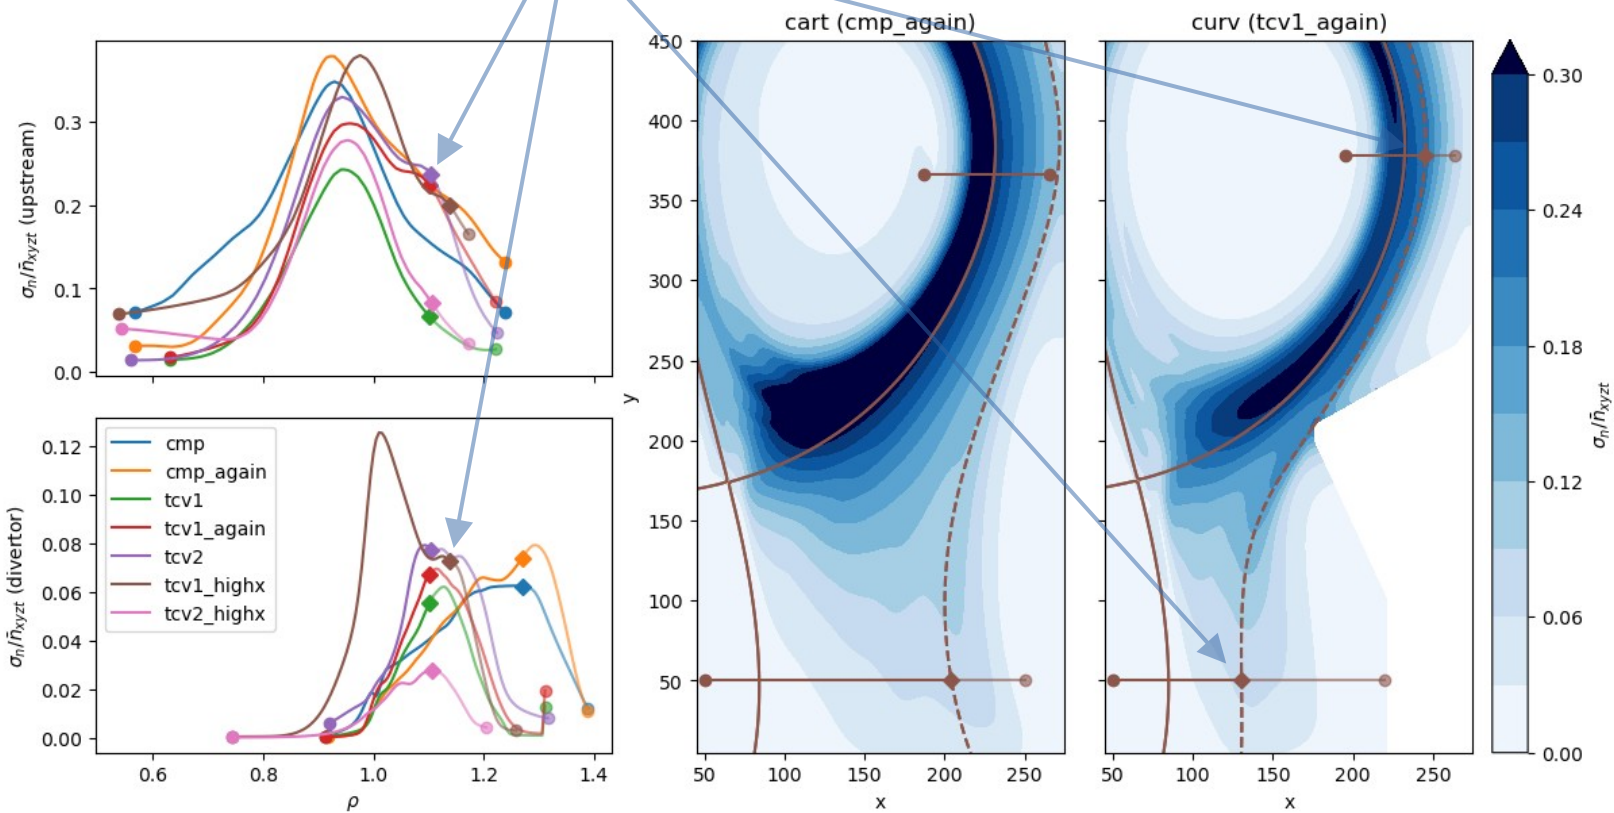 cart (cmp_again)
curv (tcv1_again)
σₙ/n̄ₓᵧ𝓏ₜ (upstream)
0.3
0.2
0.1
0.0
σₙ/n̄ₓᵧ𝓏ₜ (divertor)
0.12
0.10
0.08
0.06
0.04
0.02
0.00
cmp
cmp_again
tcv1
tcv1_again
tcv2
tcv1_highx
tcv2_highx
0.6 0.8 1.0 1.2 1.4
ρ
y
450
400
350
300
250
200
150
100
50
50 100 150 200 250
x
50 100 150 200 250
x
0.30
0.24
0.18
0.12
0.06
0.00
σₙ/n̄ₓᵧ𝓏ₜ